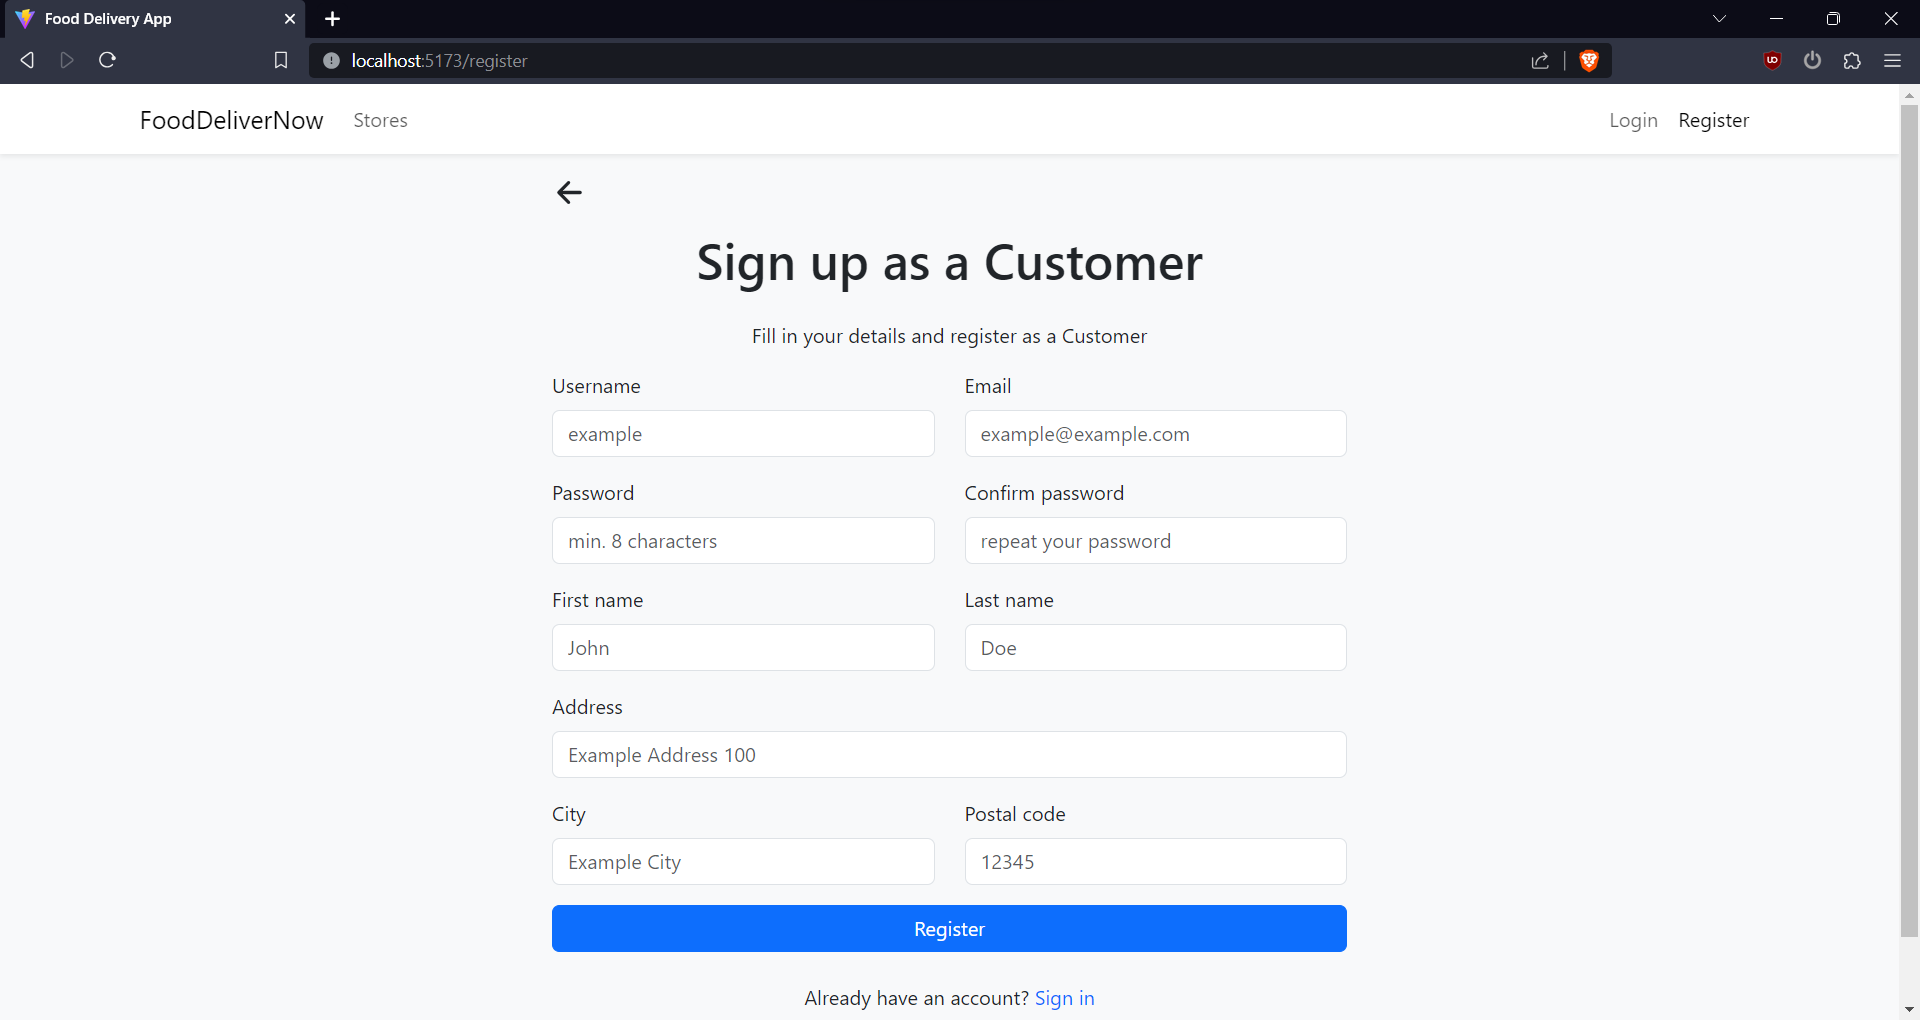 Food Delivery App
localhost:5173/register
FoodDeliverNow Stores Login Register
Sign up as a Customer
Fill in your details and register as a Customer
Username Email
example example@example.com
Password Confirm password
min. 8 characters repeat your password
First name Last name
John Doe
Address
Example Address 100
City Postal code
Example City 12345
Register
Already have an account? Sign in